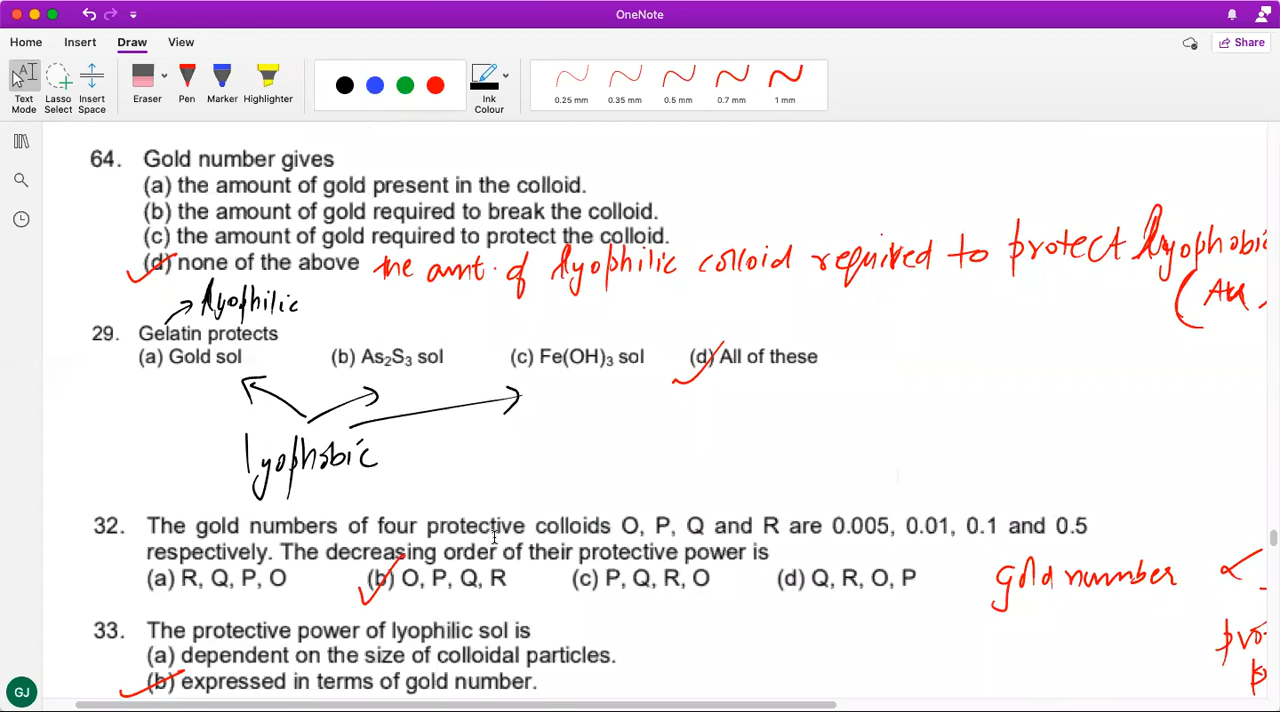 OneNote
Home Insert Draw View
Share
Text Mode
Lasso Select
Insert Space
Eraser
Pen
Marker
Highlighter
Ink Colour
0.25 mm
0.35 mm
0.5 mm
0.7 mm
1 mm
64. Gold number gives
(a) the amount of gold present in the colloid.
(b) the amount of gold required to break the colloid.
(c) the amount of gold required to protect the colloid.
(d) none of the above the amt. of lyophilic colloid required to protect lyophobic
(Au
lyophilic
29. Gelatin protects
(a) Gold sol (b) As₂S₃ sol (c) Fe(OH)₃ sol (d) All of these
lyophobic
32. The gold numbers of four protective colloids O, P, Q and R are 0.005, 0.01, 0.1 and 0.5
respectively. The decreasing order of their protective power is
(a) R, Q, P, O (b) O, P, Q, R (c) P, Q, R, O (d) Q, R, O, P
gold number ∝
33. The protective power of lyophilic sol is
(a) dependent on the size of colloidal particles.
(b) expressed in terms of gold number.
GJ